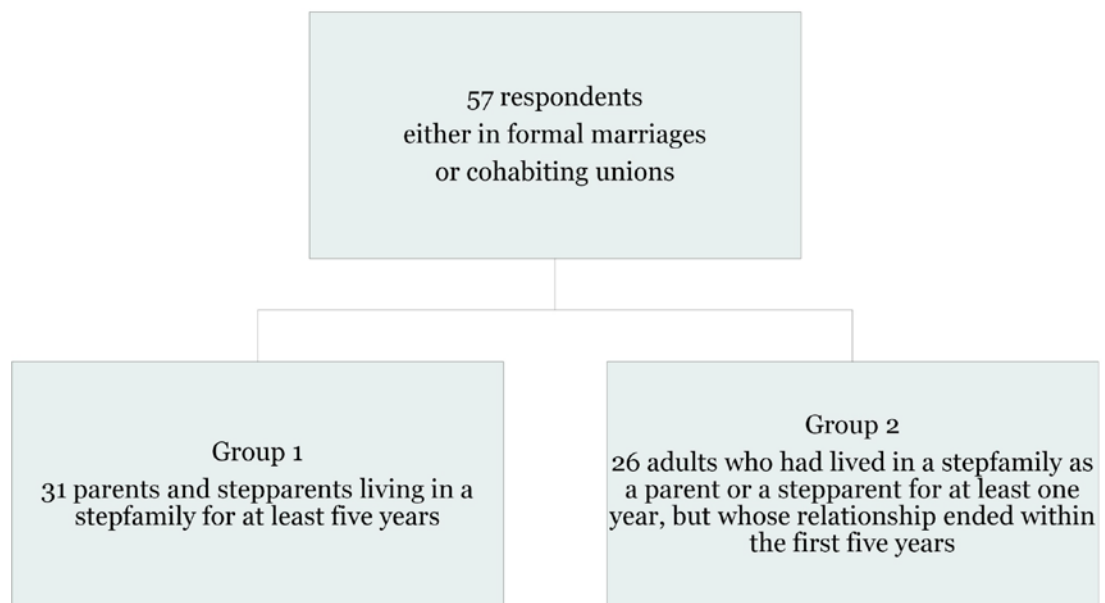 57 respondents
either in formal marriages
or cohabiting unions
Group 1
31 parents and stepparents living in a
stepfamily for at least five years
Group 2
26 adults who had lived in a stepfamily as
a parent or a stepparent for at least one
year, but whose relationship ended within
the first five years